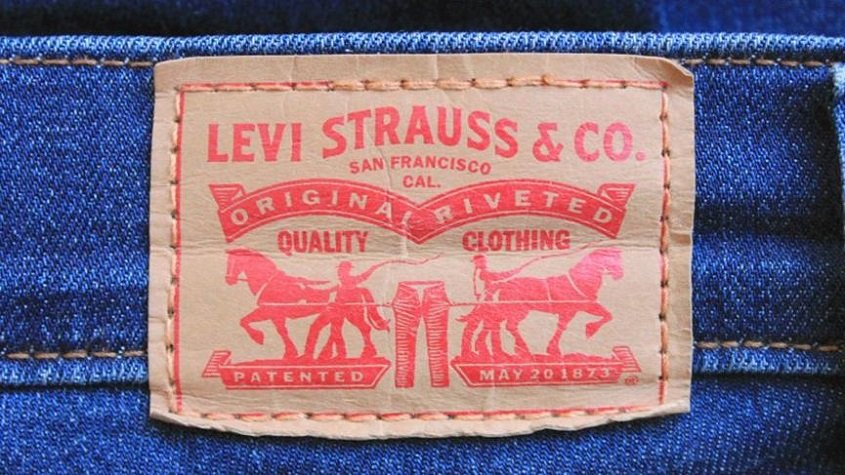 LEVI STRAUSS & CO.
SAN FRANCISCO
CAL.
ORIGINAL RIVETED
QUALITY CLOTHING
PATENTED MAY 20 1873